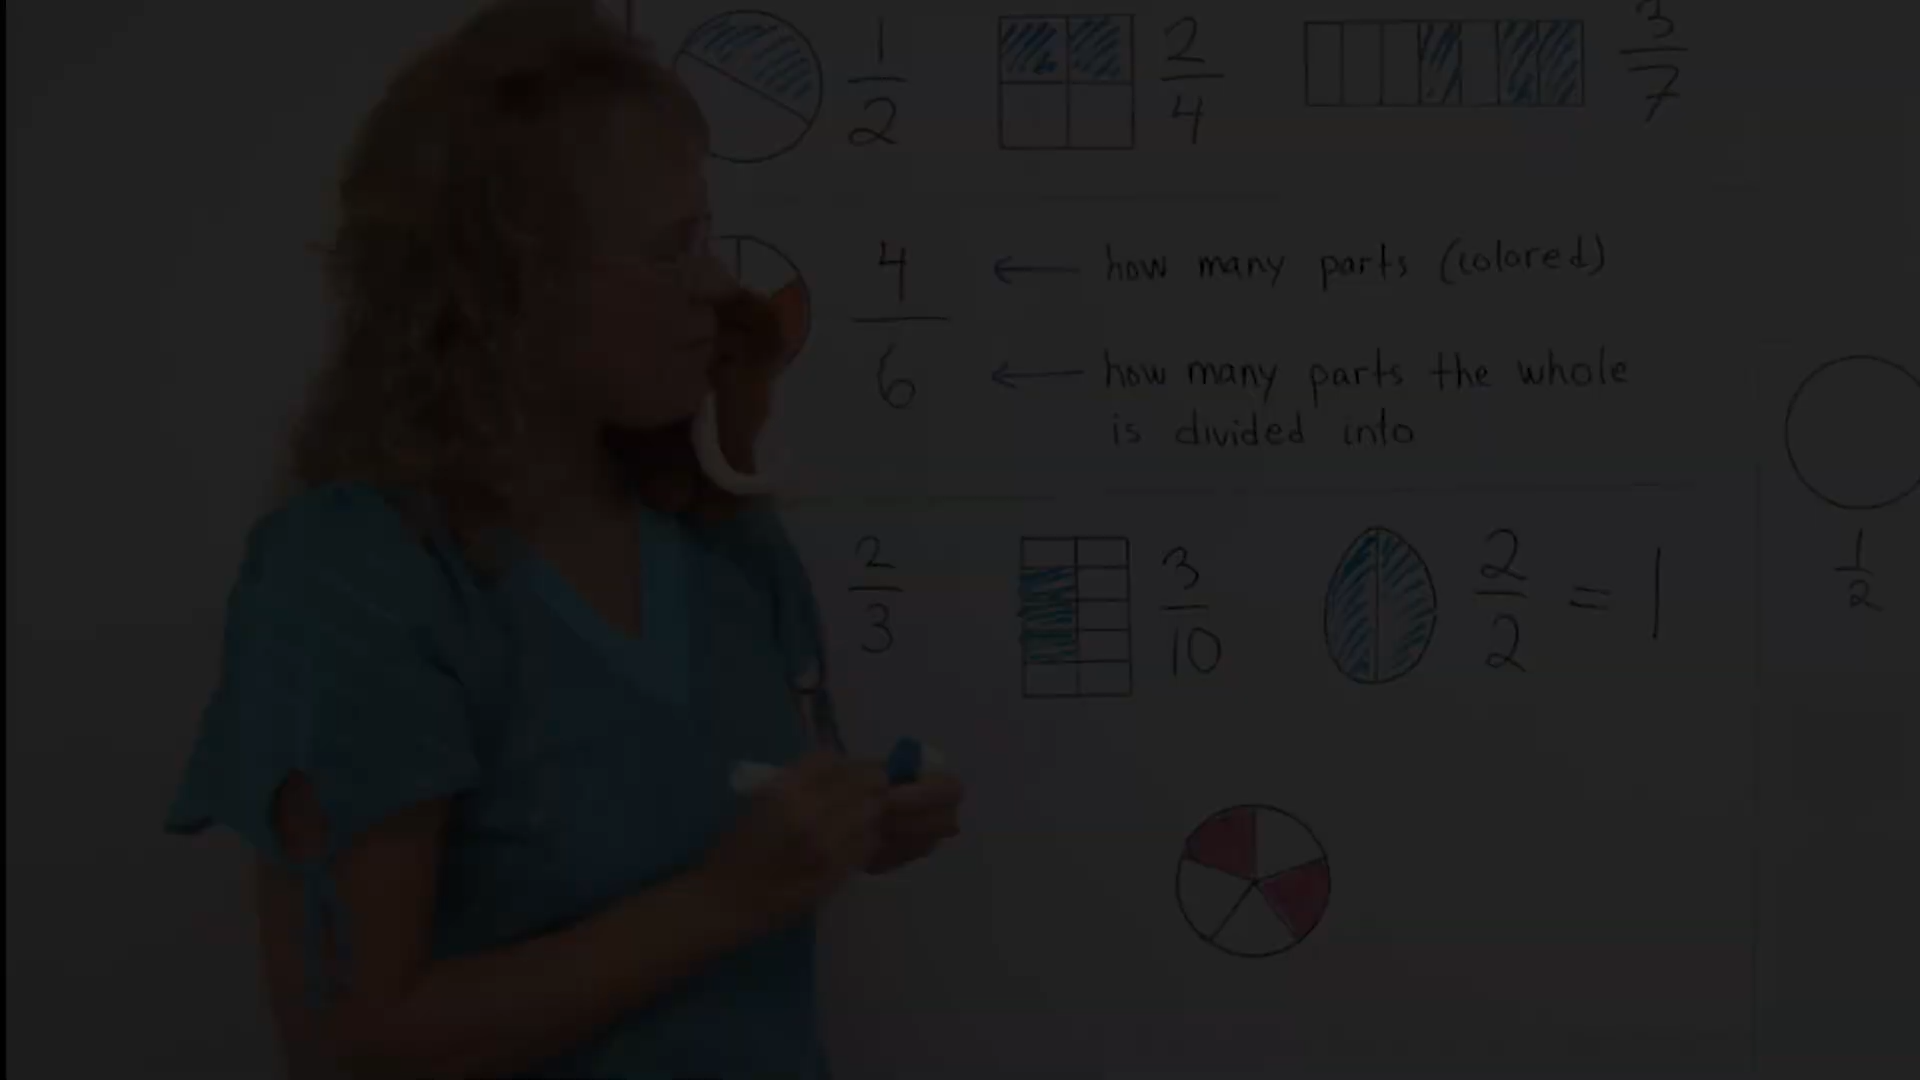 1/2 2/4 3/7
4 ← how many parts (colored)
6 ← how many parts the whole
is divided into
2/3 3/10 2/2 = 1
1/2